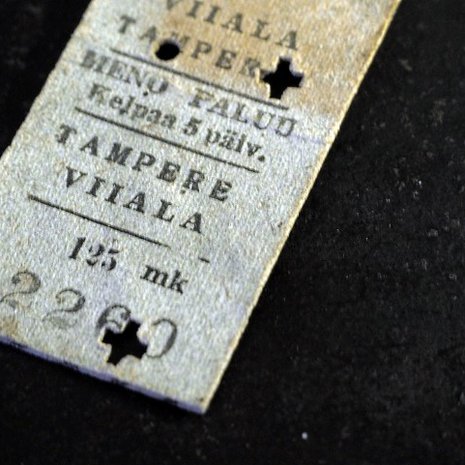 VIIALA
TAMPERE
MENO PALUU
Kelpaa 5 päiv.
TAMPERE
VIIALA
125 mk
2260